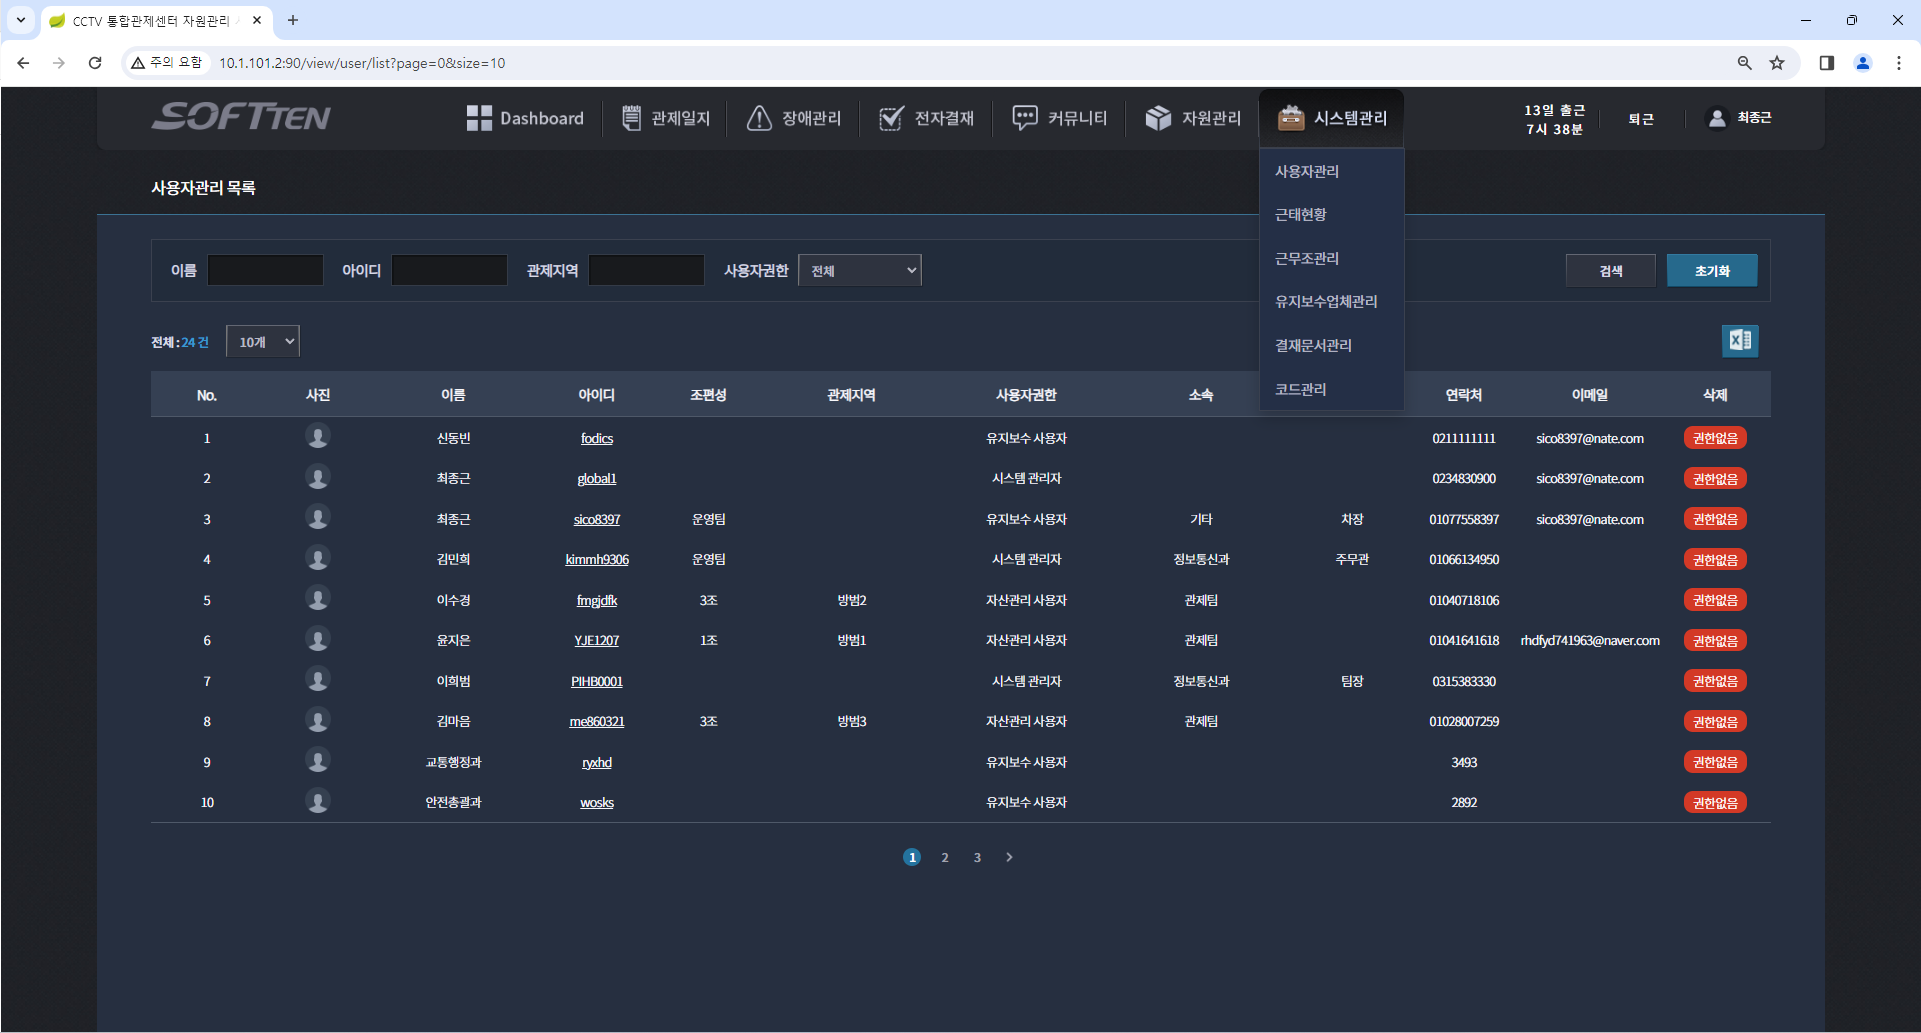 CCTV 통합관제센터 자원관리
주의 요함 10.1.101.2:90/view/user/list?page=0&size=10
SOFTTEN Dashboard 관제일지 장애관리 전자결재 커뮤니티 자원관리 시스템관리 13일 출근 7시 38분 퇴근 최종근
사용자관리
근태현황
근무조관리
유지보수업체관리
결재문서관리
코드관리
사용자관리 목록
이름 아이디 관제지역 사용자권한 전체 검색 초기화
전체 : 24 건 10개
No. 사진 이름 아이디 조편성 관제지역 사용자권한 소속 연락처 이메일 삭제
1 신동빈 fodics 유지보수 사용자 0211111111 sico8397@nate.com 권한없음
2 최종근 global1 시스템 관리자 0234830900 sico8397@nate.com 권한없음
3 최종근 sico8397 운영팀 유지보수 사용자 기타 차장 01077558397 sico8397@nate.com 권한없음
4 김민희 kimmh9306 운영팀 시스템 관리자 정보통신과 주무관 01066134950 권한없음
5 이수경 fmgjdfk 3조 방범2 자산관리 사용자 관제팀 01040718106 권한없음
6 윤지은 YJE1207 1조 방범1 자산관리 사용자 관제팀 01041641618 rhdfyd741963@naver.com 권한없음
7 이희범 PIHB0001 시스템 관리자 정보통신과 팀장 0315383330 권한없음
8 김마음 me860321 3조 방범3 자산관리 사용자 관제팀 01028007259 권한없음
9 교통행정과 ryxhd 유지보수 사용자 3493 권한없음
10 안전총괄과 wosks 유지보수 사용자 2892 권한없음
1 2 3